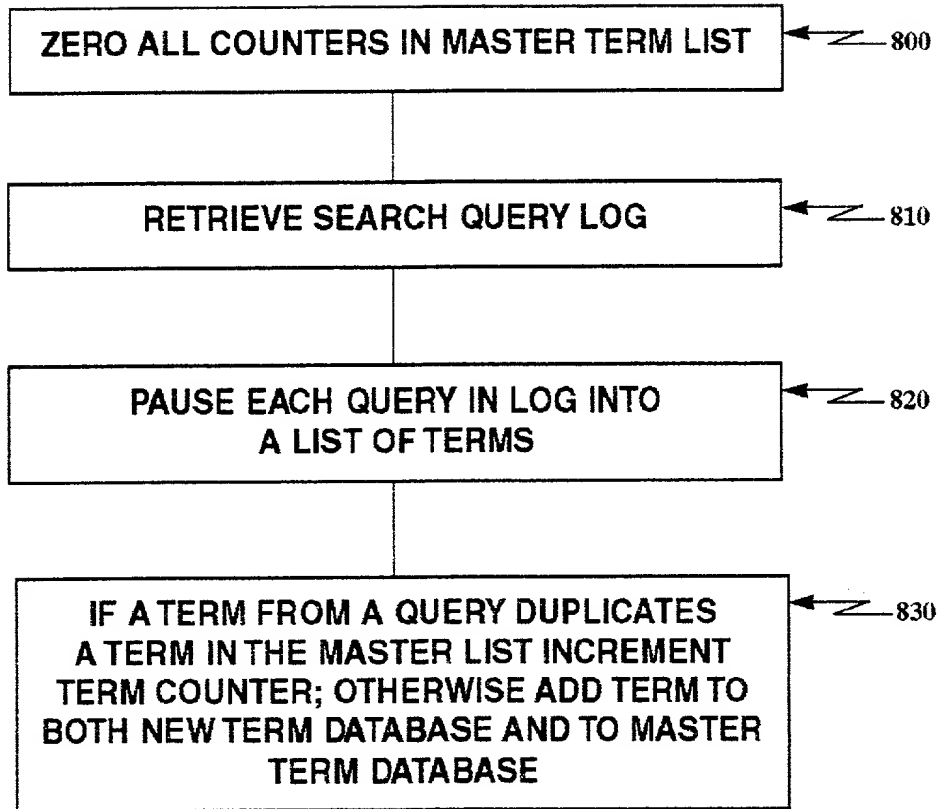 ZERO ALL COUNTERS IN MASTER TERM LIST
800
RETRIEVE SEARCH QUERY LOG
810
PAUSE EACH QUERY IN LOG INTO
A LIST OF TERMS
820
IF A TERM FROM A QUERY DUPLICATES
A TERM IN THE MASTER LIST INCREMENT
TERM COUNTER; OTHERWISE ADD TERM TO
BOTH NEW TERM DATABASE AND TO MASTER
TERM DATABASE
830